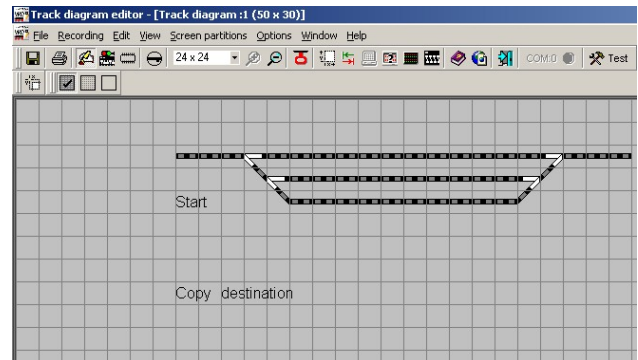 Track diagram editor - [Track diagram :1 (50 x 30)]
File Recording Edit View Screen partitions Options Window Help
24 x 24 COM:0 Test
Start
Copy destination